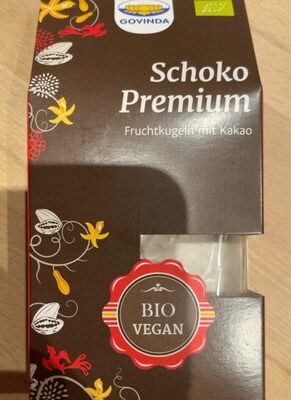 GOVINDA
Schoko
Premium
Fruchtkugeln mit Kakao
BIO
VEGAN